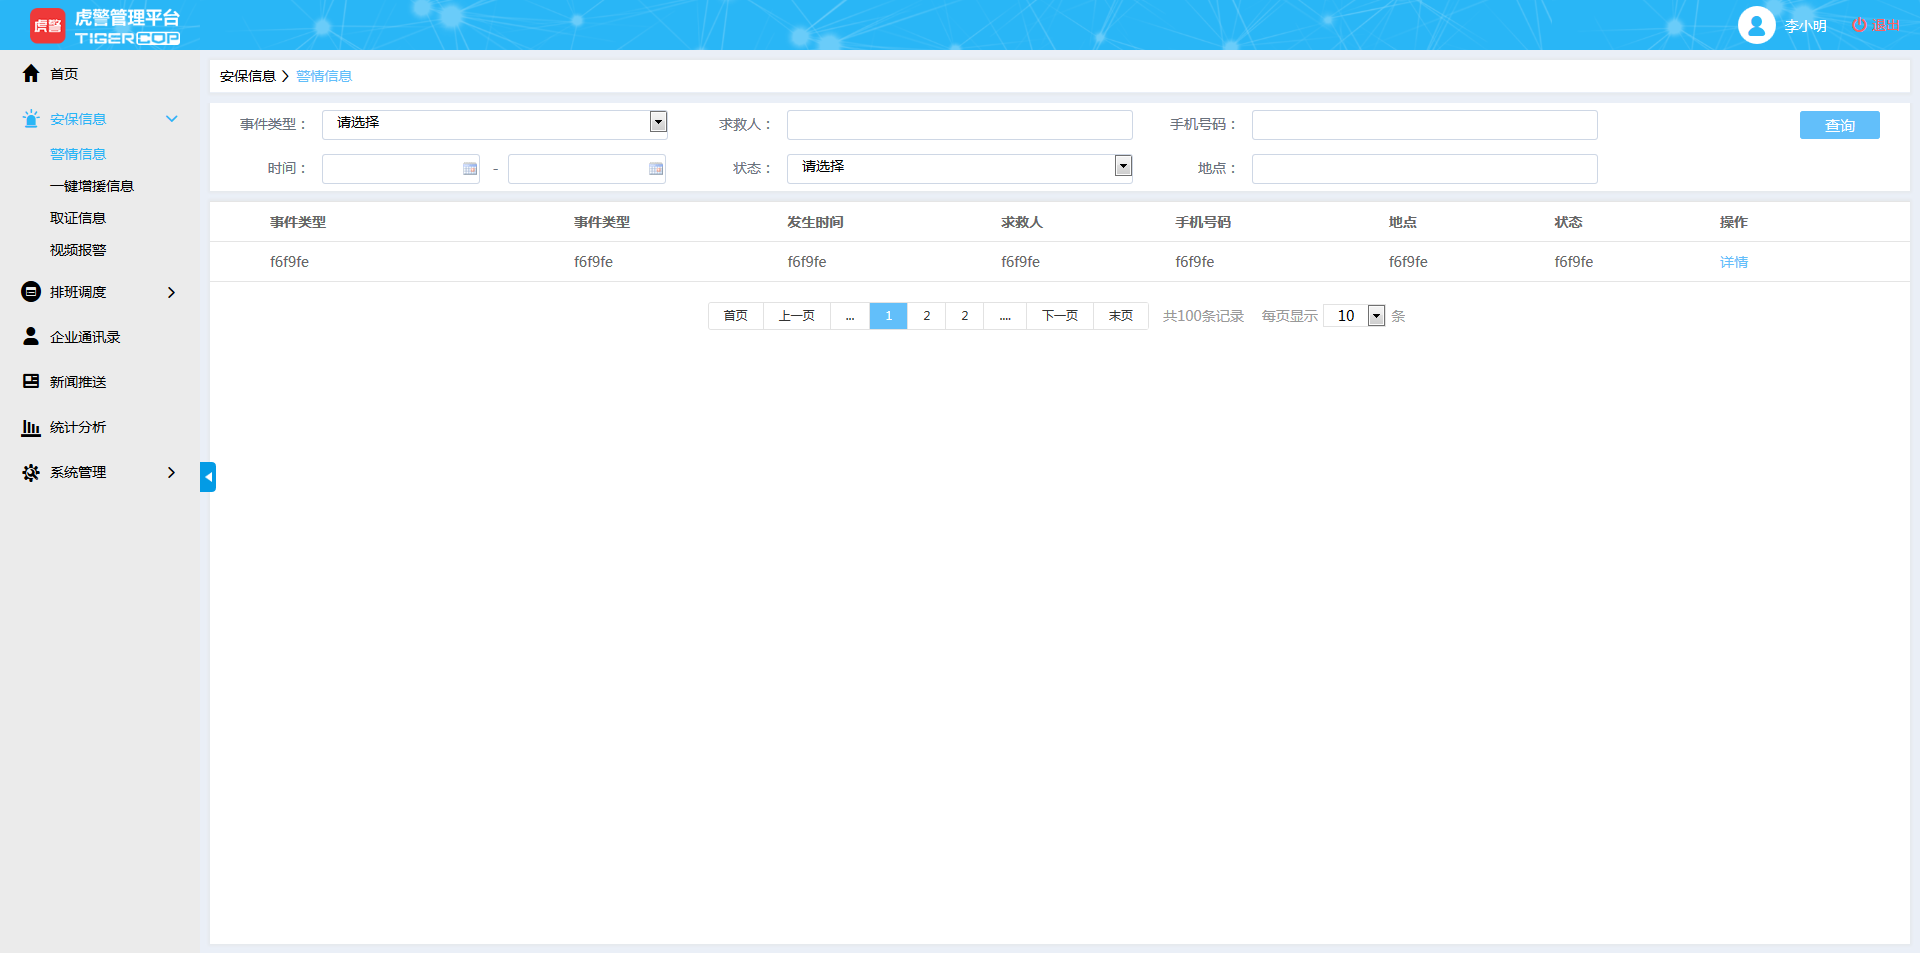 虎警 虎警管理平台
TIGERCOP
李小明 退出
首页
安保信息
警情信息
一键增援信息
取证信息
视频报警
排班调度
企业通讯录
新闻推送
统计分析
系统管理
安保信息 > 警情信息
事件类型： 请选择 求救人： 手机号码： 查询
时间： - 状态： 请选择 地点：
事件类型 事件类型 发生时间 求救人 手机号码 地点 状态 操作
f6f9fe f6f9fe f6f9fe f6f9fe f6f9fe f6f9fe f6f9fe 详情
首页 上一页 ... 1 2 2 .... 下一页 末页 共100条记录 每页显示 10 条